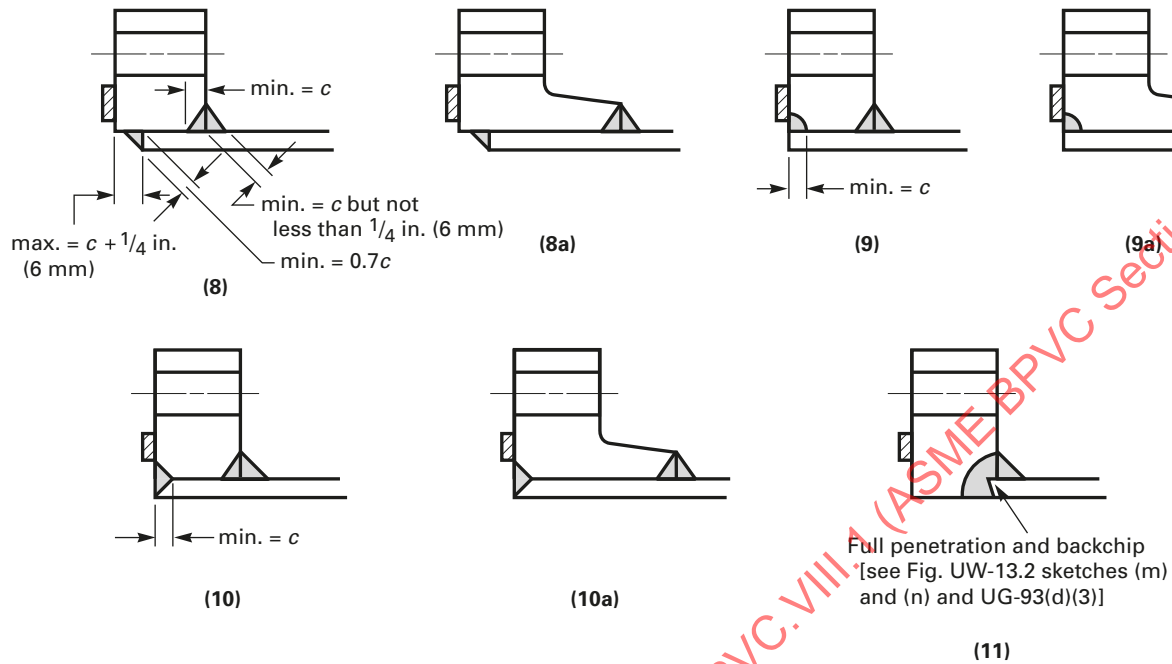 min. = c
min. = c but not
less than 1/4 in. (6 mm)
max. = c + 1/4 in.
(6 mm)
min. = 0.7c
(8)
(8a)
min. = c
(9)
(9a)
min. = c
(10)
(10a)
Full penetration and backchip
[see Fig. UW-13.2 sketches (m)
and (n) and UG-93(d)(3)]
(11)
PVC.VIII.1 (ASME BPVC Secti